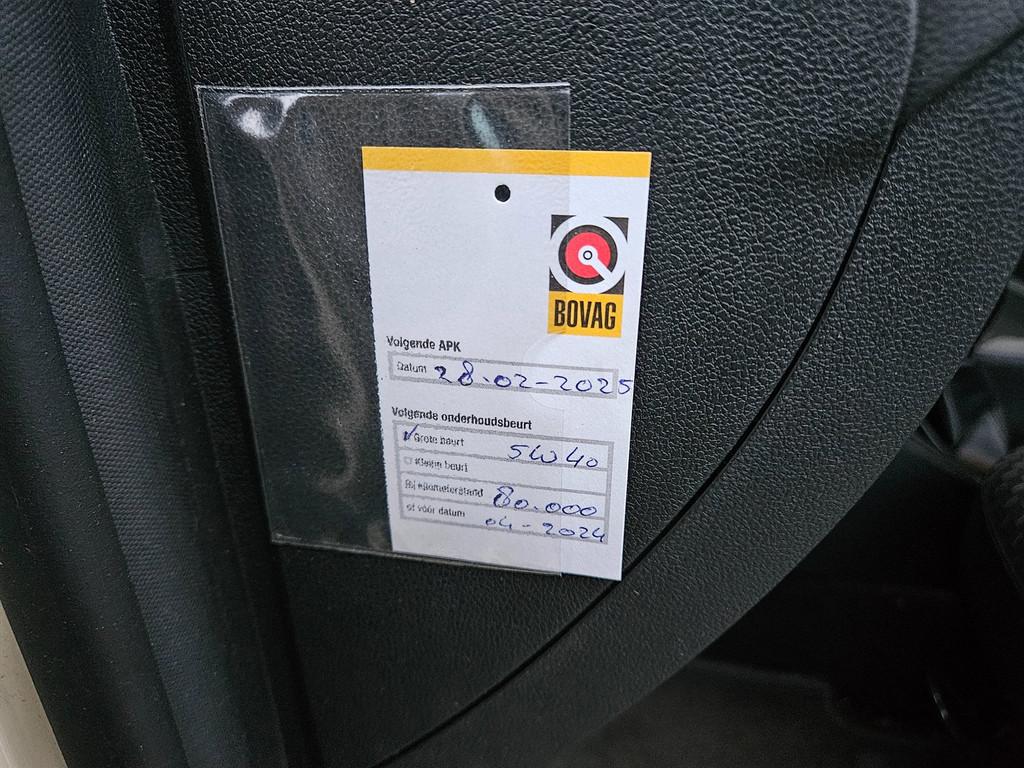 BOVAG
Volgende APK
Datum 28-02-2025
Volgende onderhoudsbeurt
✓ Grote beurt 5W40
Kleine beurt
Bij kilometerstand 80.000
of vóór datum 04-2024